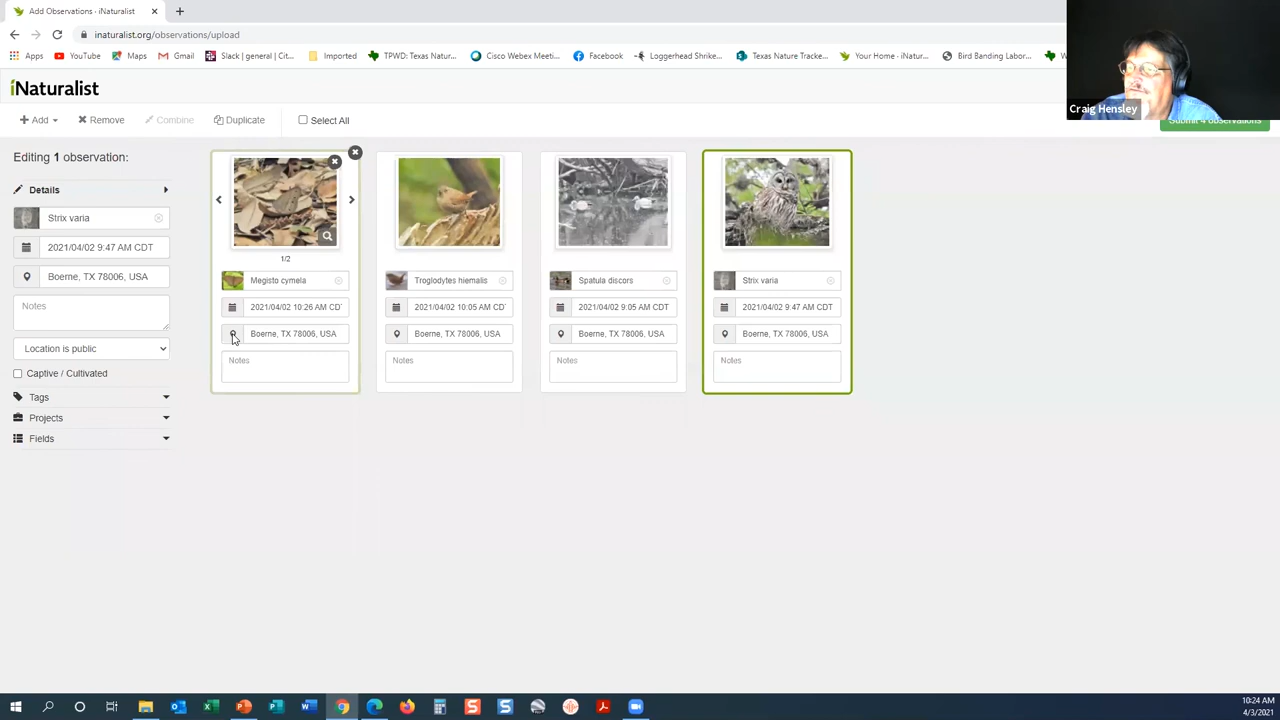 Add Observations · iNaturalist
inaturalist.org/observations/upload
Apps YouTube Maps Gmail Slack | general | Cit... Imported TPWD: Texas Natur... Cisco Webex Meeti... Facebook Loggerhead Shrike... Texas Nature Tracke... Your Home · iNatur... Bird Banding Labor...
iNaturalist
Craig Hensley
Add Remove Combine Duplicate Select All
Submit 4 observations
Editing 1 observation:
Details
Strix varia
2021/04/02 9:47 AM CDT
Boerne, TX 78006, USA
Notes
Location is public
Captive / Cultivated
Tags
Projects
Fields
1/2
Megisto cymela
2021/04/02 10:26 AM CD
Boerne, TX 78006, USA
Notes
Troglodytes hiemalis
2021/04/02 10:05 AM CD
Boerne, TX 78006, USA
Notes
Spatula discors
2021/04/02 9:05 AM CDT
Boerne, TX 78006, USA
Notes
Strix varia
2021/04/02 9:47 AM CDT
Boerne, TX 78006, USA
Notes
10:24 AM
4/3/2021